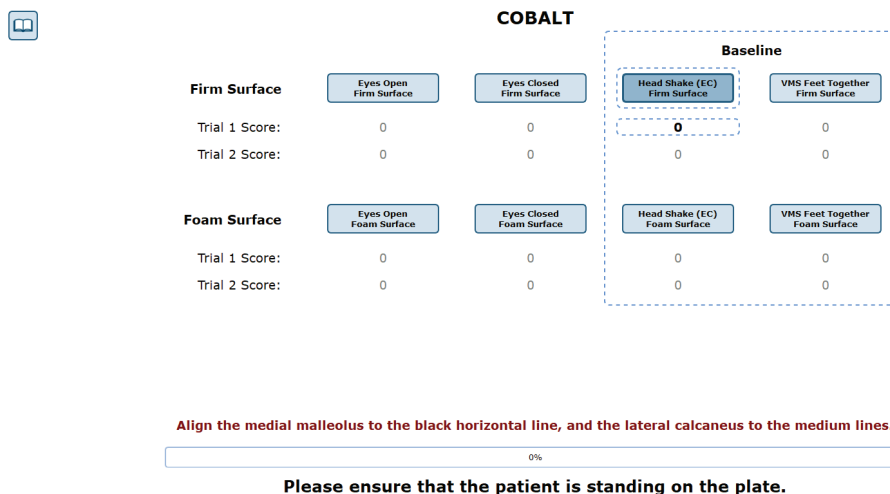 COBALT
Baseline
Firm Surface
Eyes Open
Firm Surface
Eyes Closed
Firm Surface
Head Shake (EC)
Firm Surface
VMS Feet Together
Firm Surface
Trial 1 Score: 0 0 0 0
Trial 2 Score: 0 0 0 0
Foam Surface
Eyes Open
Foam Surface
Eyes Closed
Foam Surface
Head Shake (EC)
Foam Surface
VMS Feet Together
Foam Surface
Trial 1 Score: 0 0 0 0
Trial 2 Score: 0 0 0 0
Align the medial malleolus to the black horizontal line, and the lateral calcaneus to the medium lines
0%
Please ensure that the patient is standing on the plate.